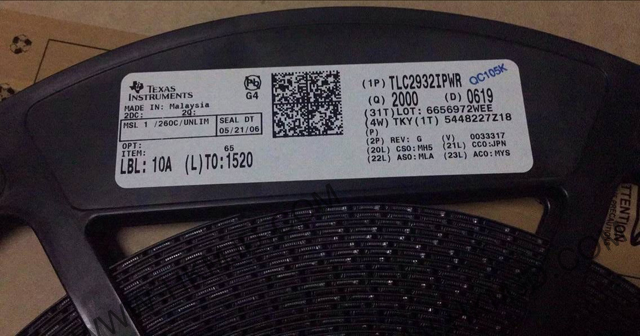 TEXAS
INSTRUMENTS
Pb
G4
MADE IN: Malaysia
2DC: 2Q:
MSL 1 /260C/UNLIM
SEAL DT
05/21/06
OPT:
ITEM: 65
LBL: 10A (L)TO:1520
(1P) TLC2932IPWR
QC105K
(Q) 2000 (D) 0619
(31T)LOT: 6656972WEE
(4W) TKY(1T) 5448227Z18
(P)
(2P) REV: G (V) 0033317
(20L) CSO:MH5 (21L) CCO:JPN
(22L) ASO:MLA (23L) ACO:MYS
ATTENTION